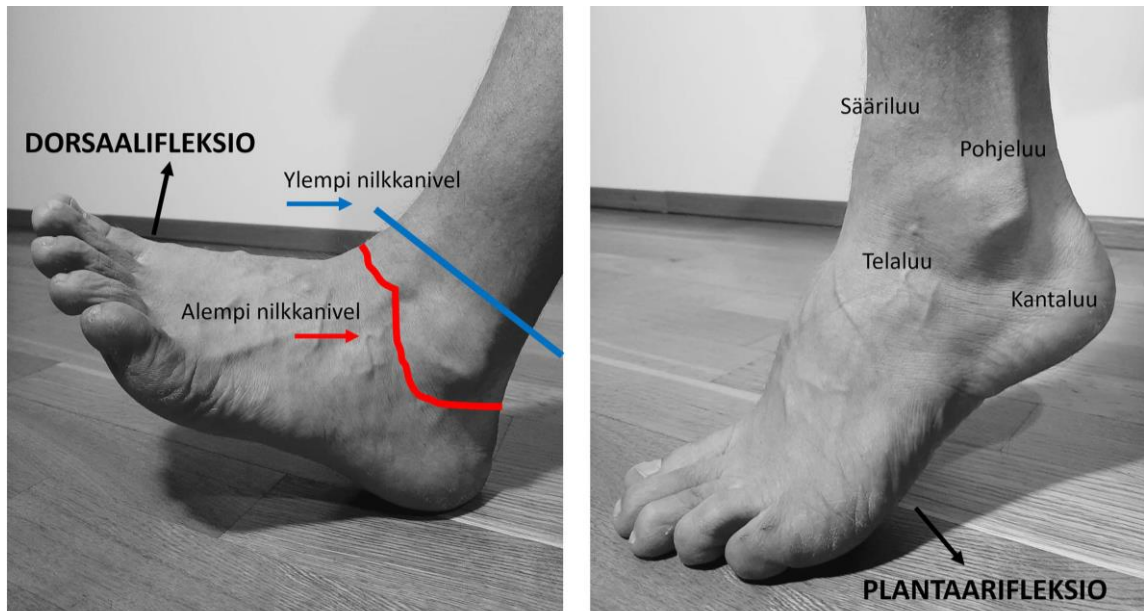 DORSAALIFLEKSIO
Ylempi nilkkanivel
Alempi nilkkanivel
Sääriluu
Pohjeluu
Telaluu
Kantaluu
PLANTAARIFLEKSIO